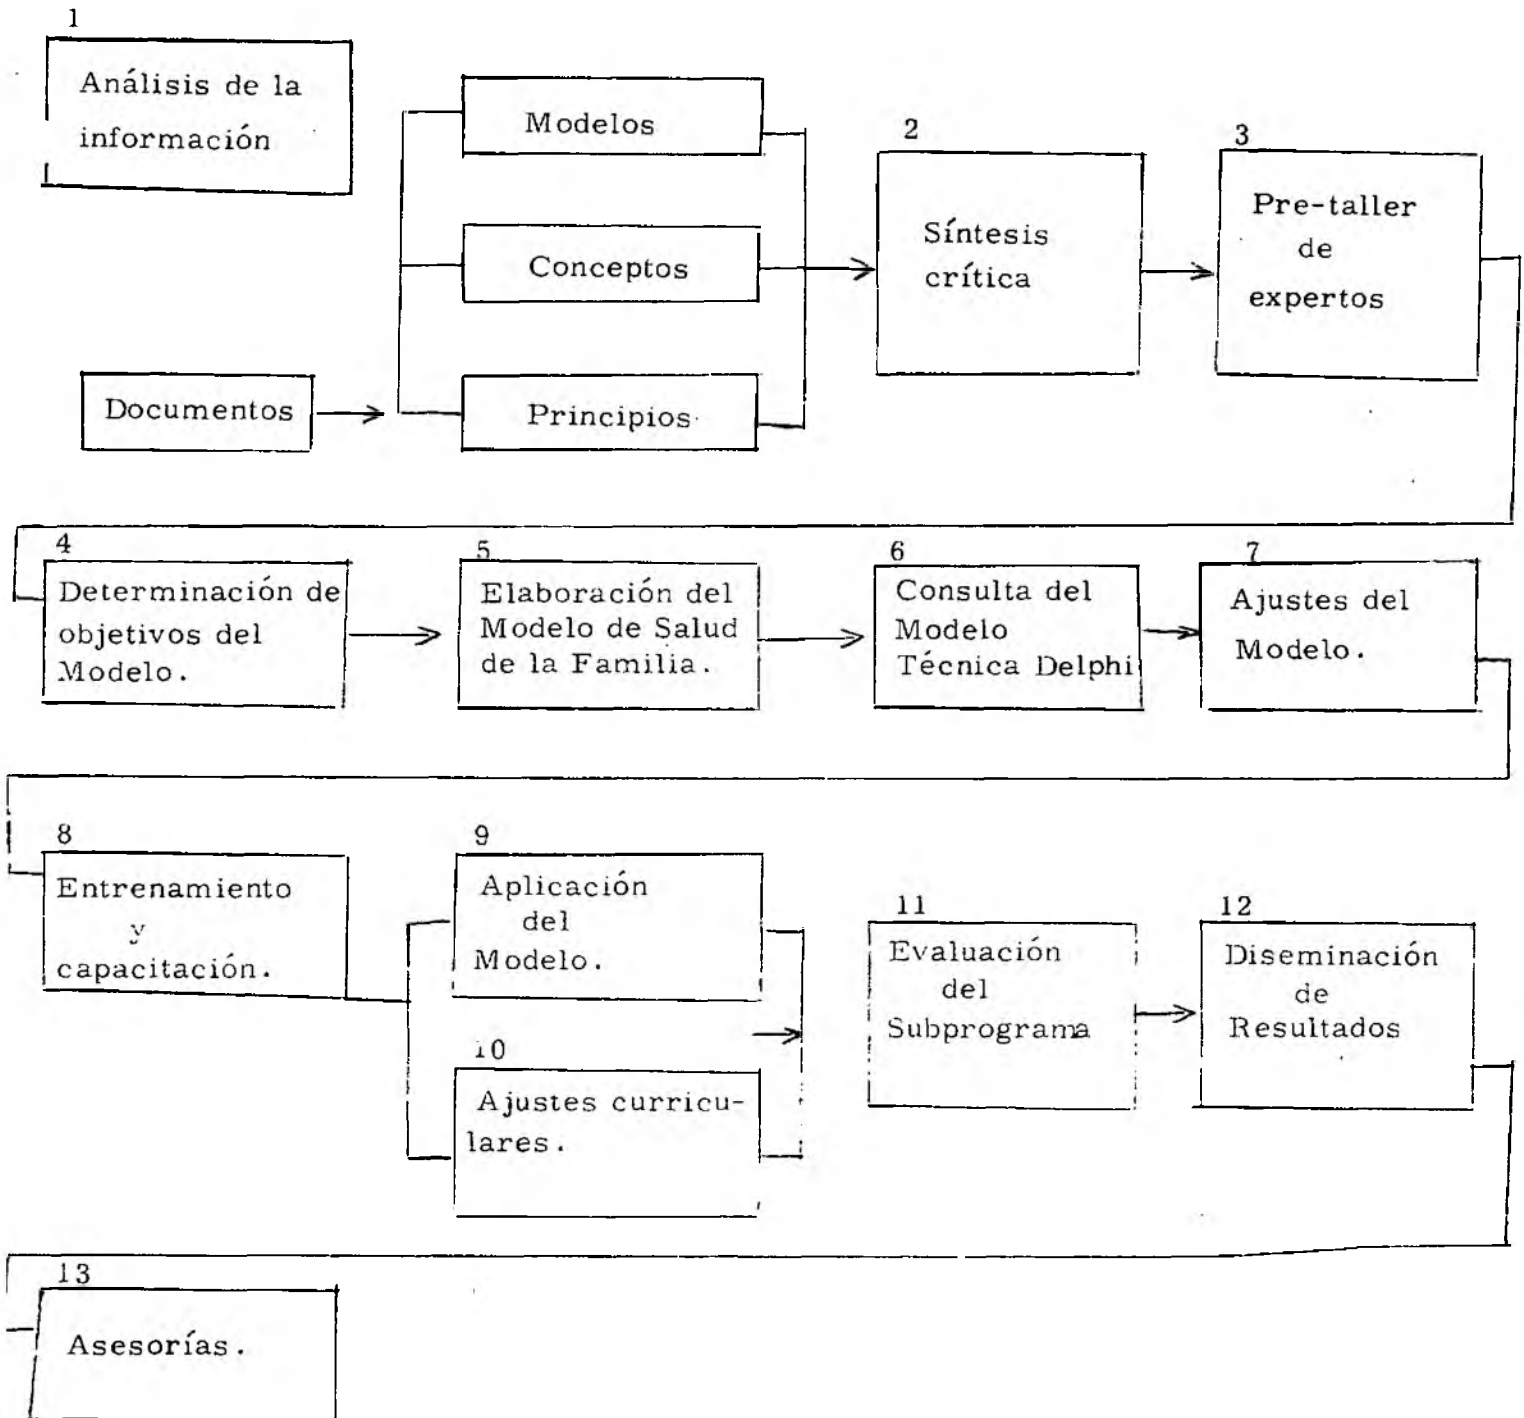 1
Análisis de la
información
Modelos
Conceptos
Documentos
Principios
2
Síntesis
crítica
3
Pre-taller
de
expertos
4
Determinación de
objetivos del
Modelo.
5
Elaboración del
Modelo de Salud
de la Familia.
6
Consulta del
Modelo
Técnica Delphi
7
Ajustes del
Modelo.
8
Entrenamiento
y
capacitación.
9
Aplicación
del
Modelo.
10
Ajustes curricu-
lares.
11
Evaluación
del
Subprograma
12
Diseminación
de
Resultados
13
Asesorías.